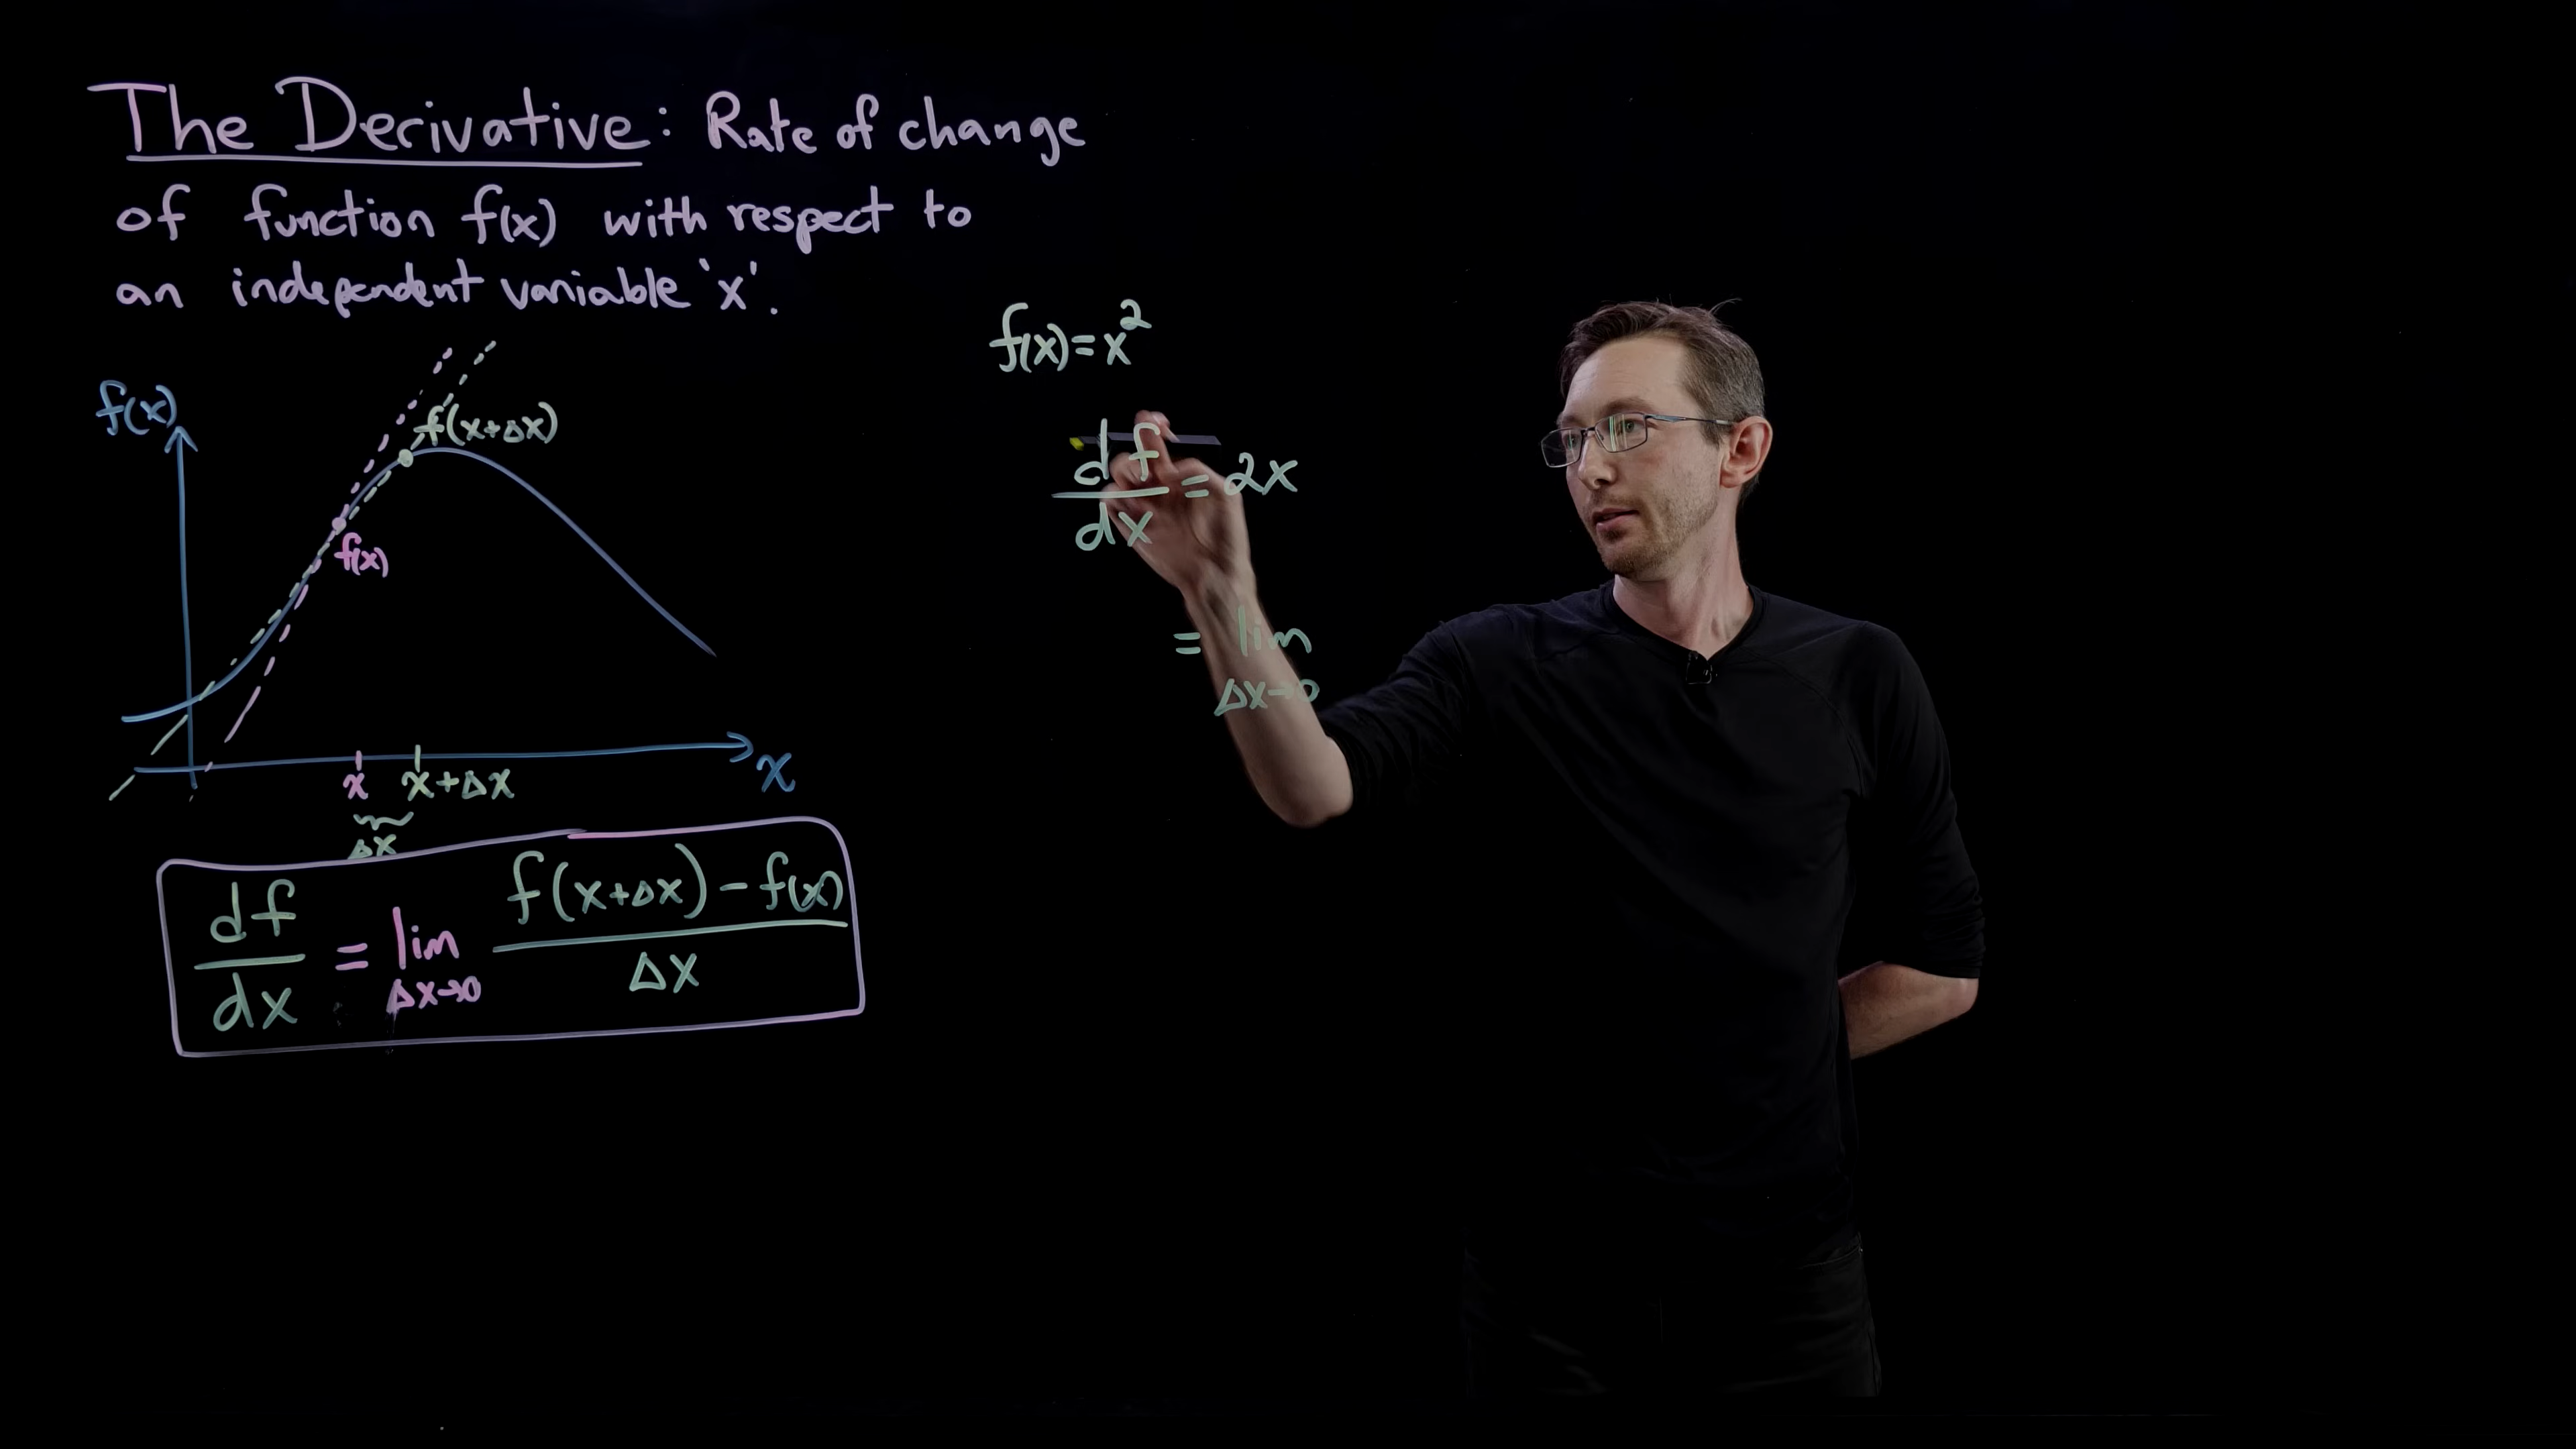 The Derivative: Rate of change
of function f(x) with respect to
an independent variable 'x'.
f(x)
f(x+Δx)
f(x)
x
x+Δx
x
Δx
df/dx = lim Δx→0 f(x+Δx) - f(x) / Δx
f(x)=x²
df/dx = 2x
= lim
Δx→0